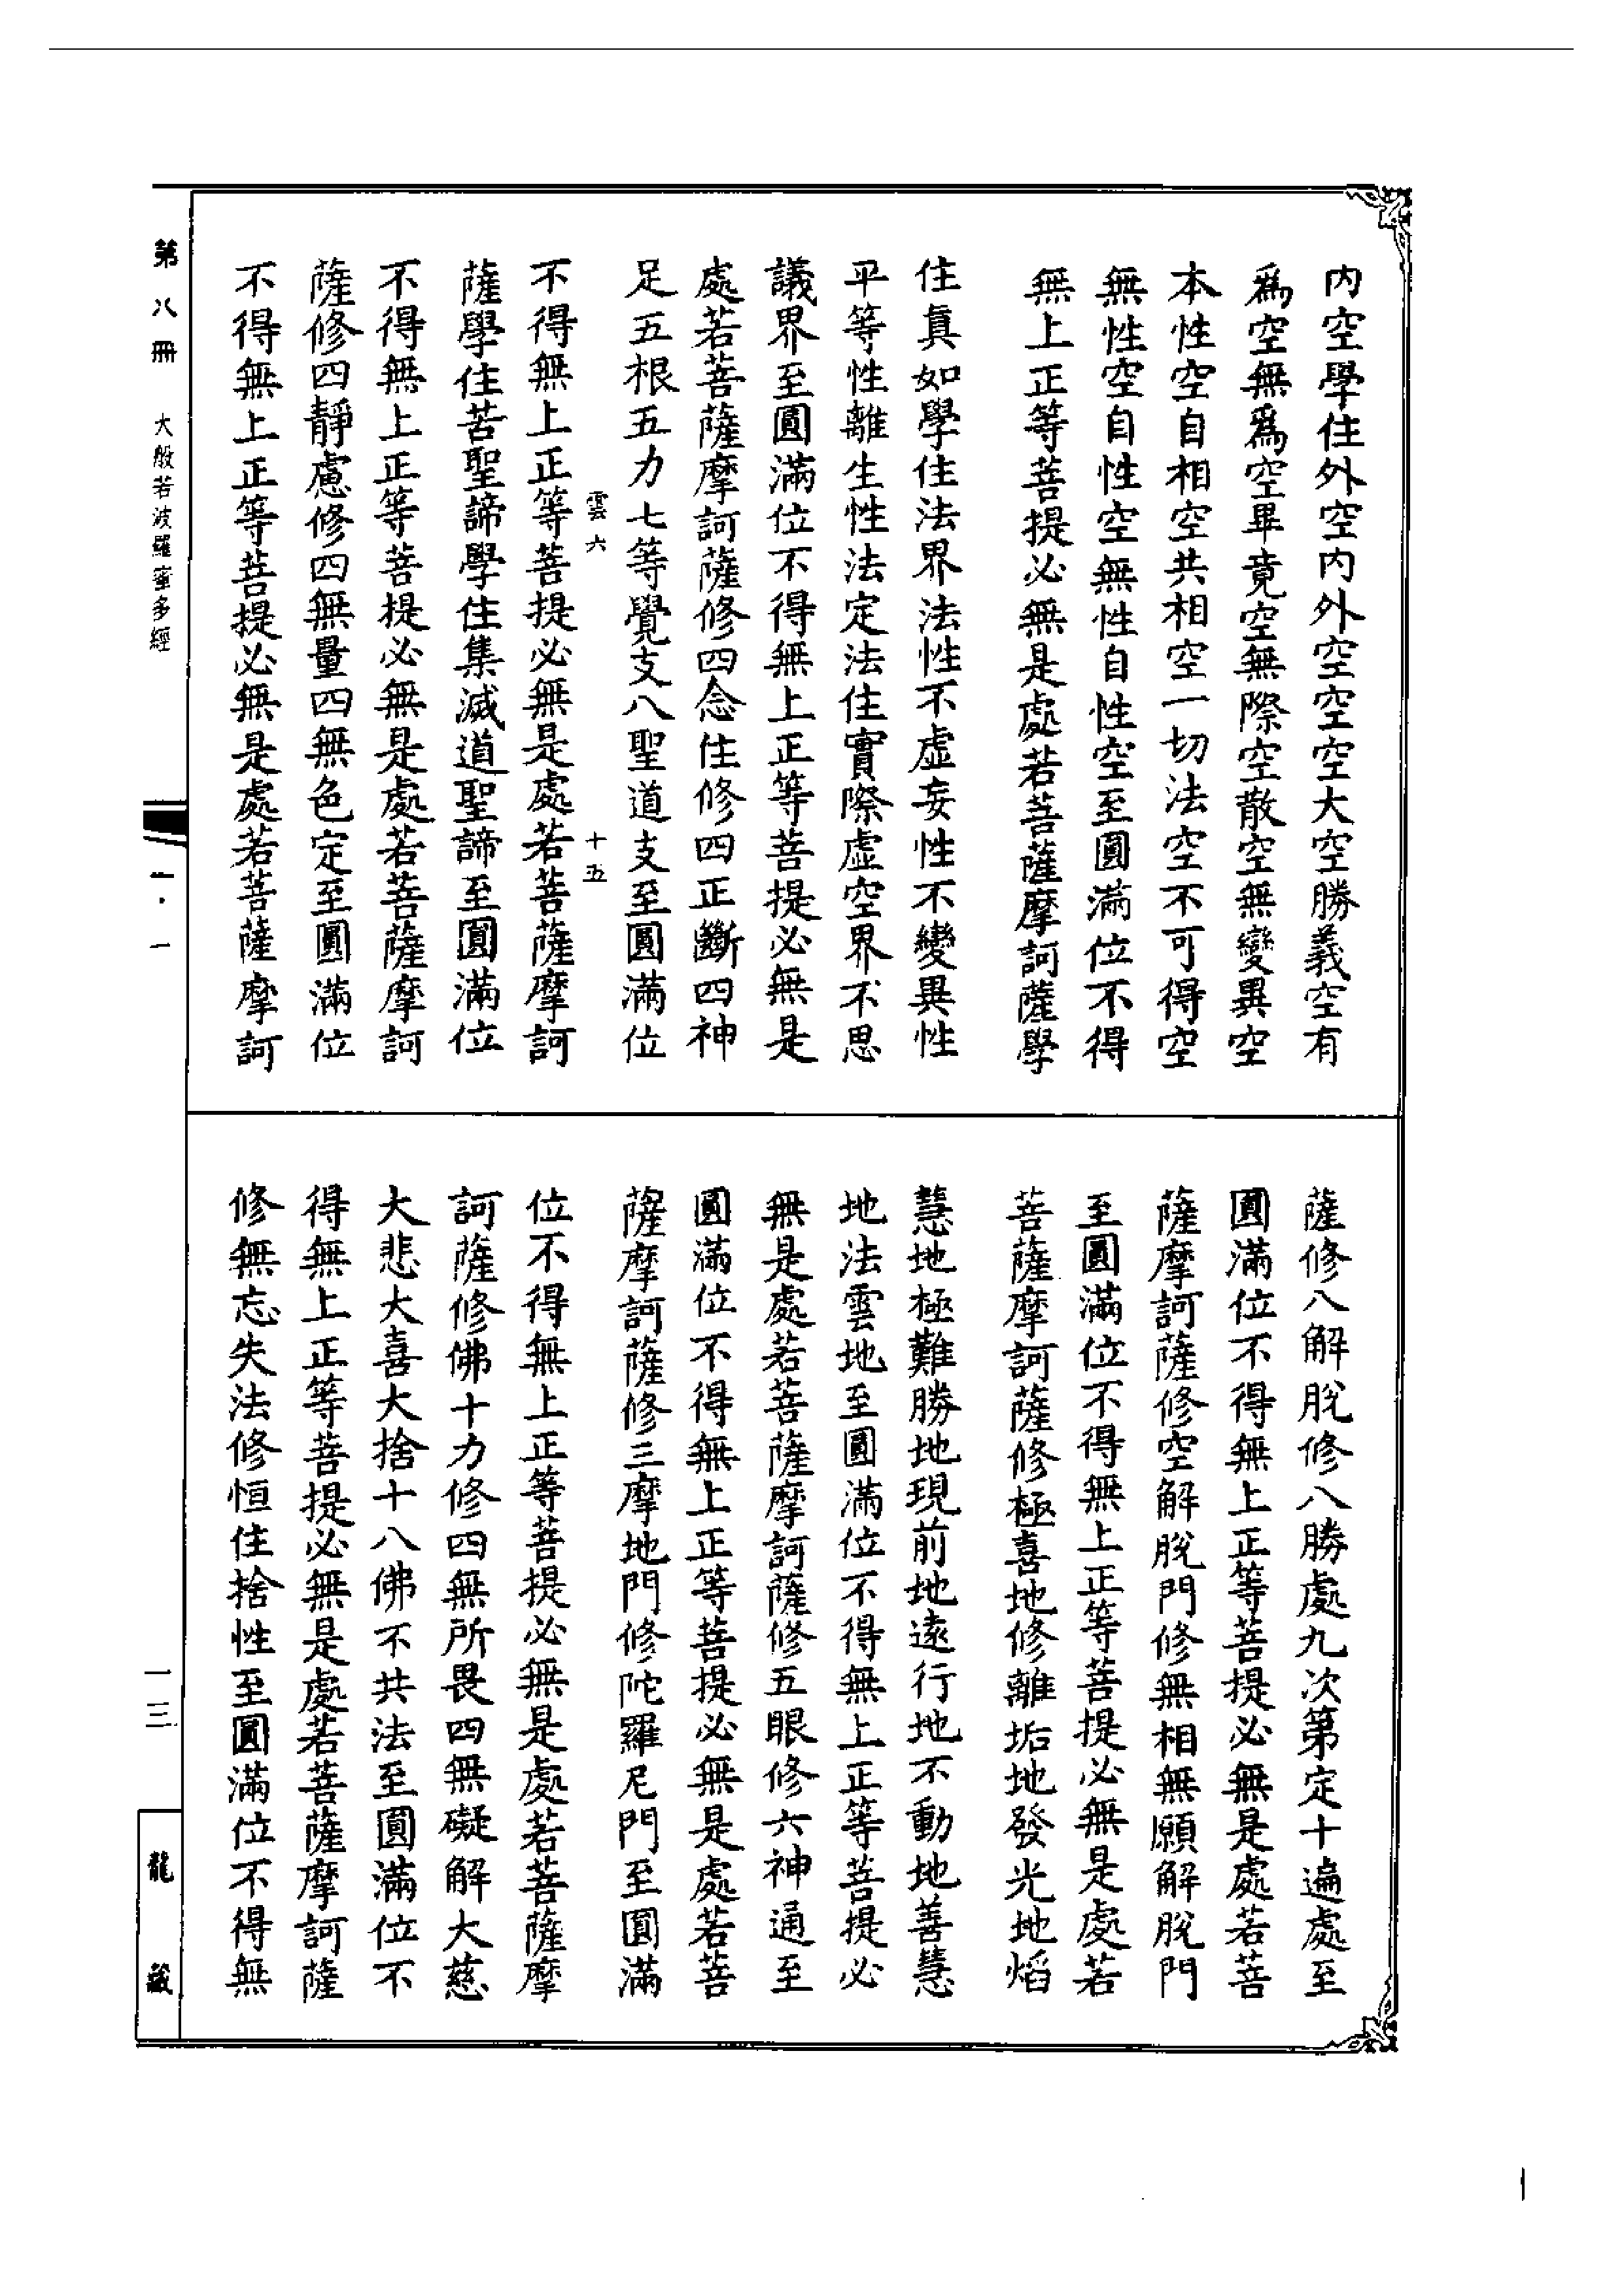 內空學住外空內外空空空大空勝義空有
爲空無爲空畢竟空無際空散空無變異空
本性空自相空共相空一切法空不可得空
無性空自性空無性自性空至圓滿位不得
無上正等菩提必無是處若菩薩摩訶薩學
住真如學住法界法性不虛妄性不變異性
平等性離生性法定法住實際虛空界不思
議界至圓滿位不得無上正等菩提必無是
處若菩薩摩訶薩修四念住修四正斷四神
足五根五力七等覺支八聖道支至圓滿位
雲六 十五
不得無上正等菩提必無是處若菩薩摩訶
薩學住苦聖諦學住集滅道聖諦至圓滿位
不得無上正等菩提必無是處若菩薩摩訶
薩修四靜慮修四無量四無色定至圓滿位
不得無上正等菩提必無是處若菩薩摩訶
薩修八解脫修八勝處九次第定十遍處至
圓滿位不得無上正等菩提必無是處若菩
薩摩訶薩修空解脫門修無相無願解脫門
至圓滿位不得無上正等菩提必無是處若
菩薩摩訶薩修極喜地修離垢地發光地焰
慧地極難勝地現前地遠行地不動地善慧
地法雲地至圓滿位不得無上正等菩提必
無是處若菩薩摩訶薩修五眼修六神通至
圓滿位不得無上正等菩提必無是處若菩
薩摩訶薩修三摩地門修陀羅尼門至圓滿
位不得無上正等菩提必無是處若菩薩摩
訶薩修佛十力修四無所畏四無礙解大慈
大悲大喜大捨十八佛不共法至圓滿位不
得無上正等菩提必無是處若菩薩摩訶薩
修無忘失法修恒住捨性至圓滿位不得無
第八冊 大般若波羅蜜多經 一·一
一三 龍藏